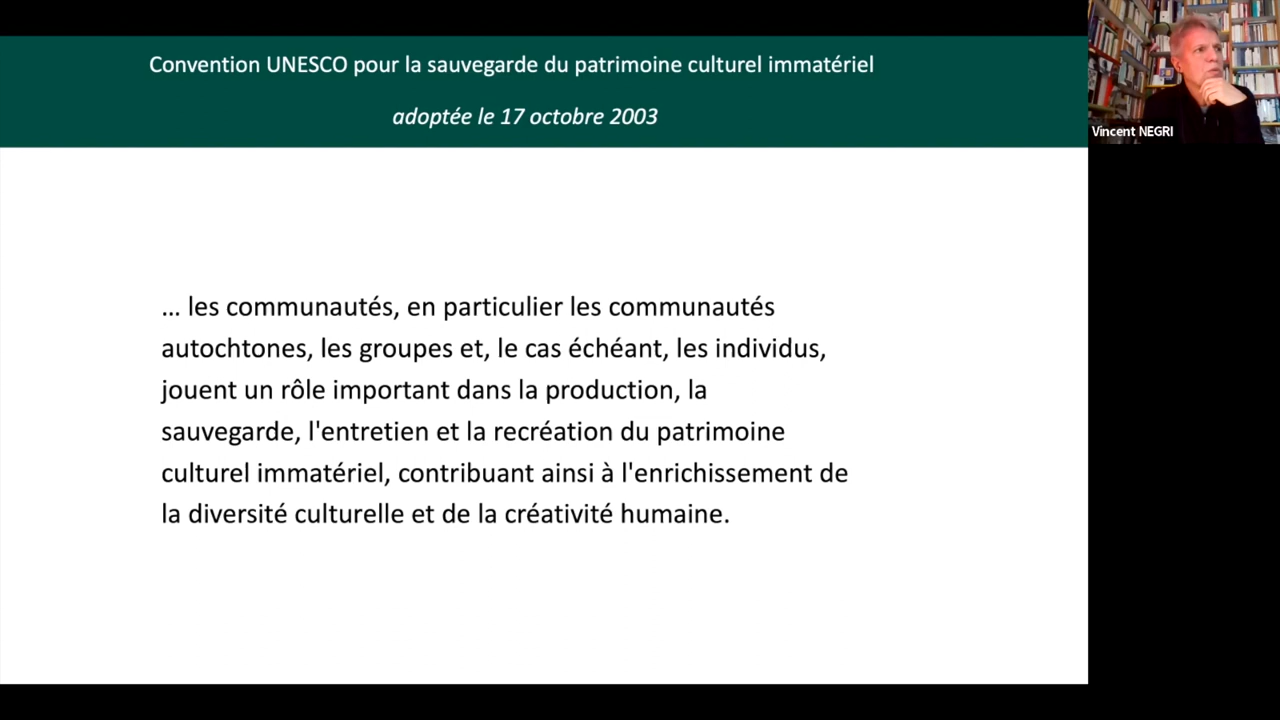 Convention UNESCO pour la sauvegarde du patrimoine culturel immatériel
adoptée le 17 octobre 2003
Vincent NEGRI
... les communautés, en particulier les communautés
autochtones, les groupes et, le cas échéant, les individus,
jouent un rôle important dans la production, la
sauvegarde, l'entretien et la recréation du patrimoine
culturel immatériel, contribuant ainsi à l'enrichissement de
la diversité culturelle et de la créativité humaine.